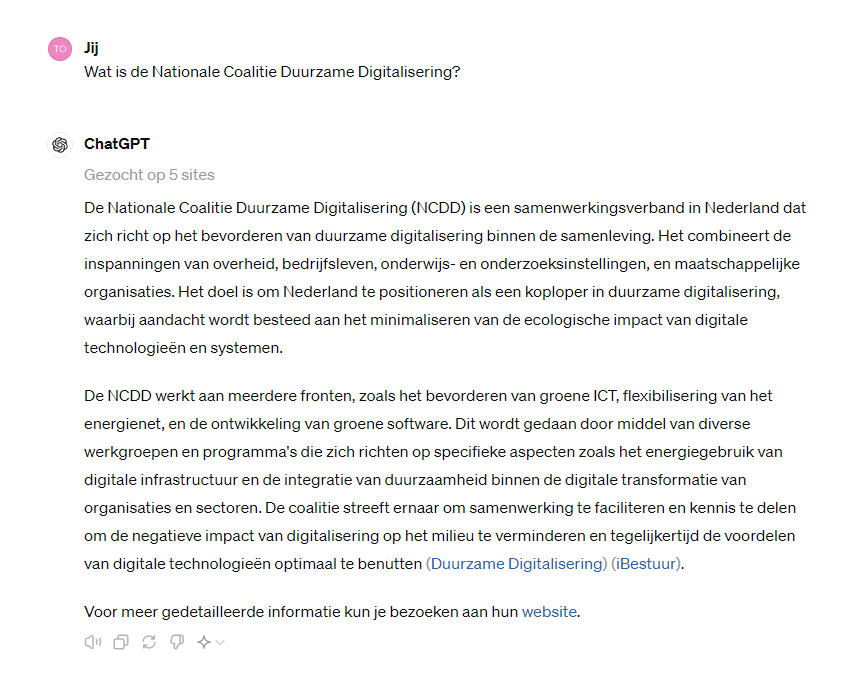 TO
Jij
Wat is de Nationale Coalitie Duurzame Digitalisering?
ChatGPT
Gezocht op 5 sites
De Nationale Coalitie Duurzame Digitalisering (NCDD) is een samenwerkingsverband in Nederland dat
zich richt op het bevorderen van duurzame digitalisering binnen de samenleving. Het combineert de
inspanningen van overheid, bedrijfsleven, onderwijs- en onderzoeksinstellingen, en maatschappelijke
organisaties. Het doel is om Nederland te positioneren als een koploper in duurzame digitalisering,
waarbij aandacht wordt besteed aan het minimaliseren van de ecologische impact van digitale
technologieën en systemen.
De NCDD werkt aan meerdere fronten, zoals het bevorderen van groene ICT, flexibilisering van het
energienet, en de ontwikkeling van groene software. Dit wordt gedaan door middel van diverse
werkgroepen en programma's die zich richten op specifieke aspecten zoals het energiegebruik van
digitale infrastructuur en de integratie van duurzaamheid binnen de digitale transformatie van
organisaties en sectoren. De coalitie streeft ernaar om samenwerking te faciliteren en kennis te delen
om de negatieve impact van digitalisering op het milieu te verminderen en tegelijkertijd de voordelen
van digitale technologieën optimaal te benutten (Duurzame Digitalisering) (iBestuur).
Voor meer gedetailleerde informatie kun je bezoeken aan hun website.